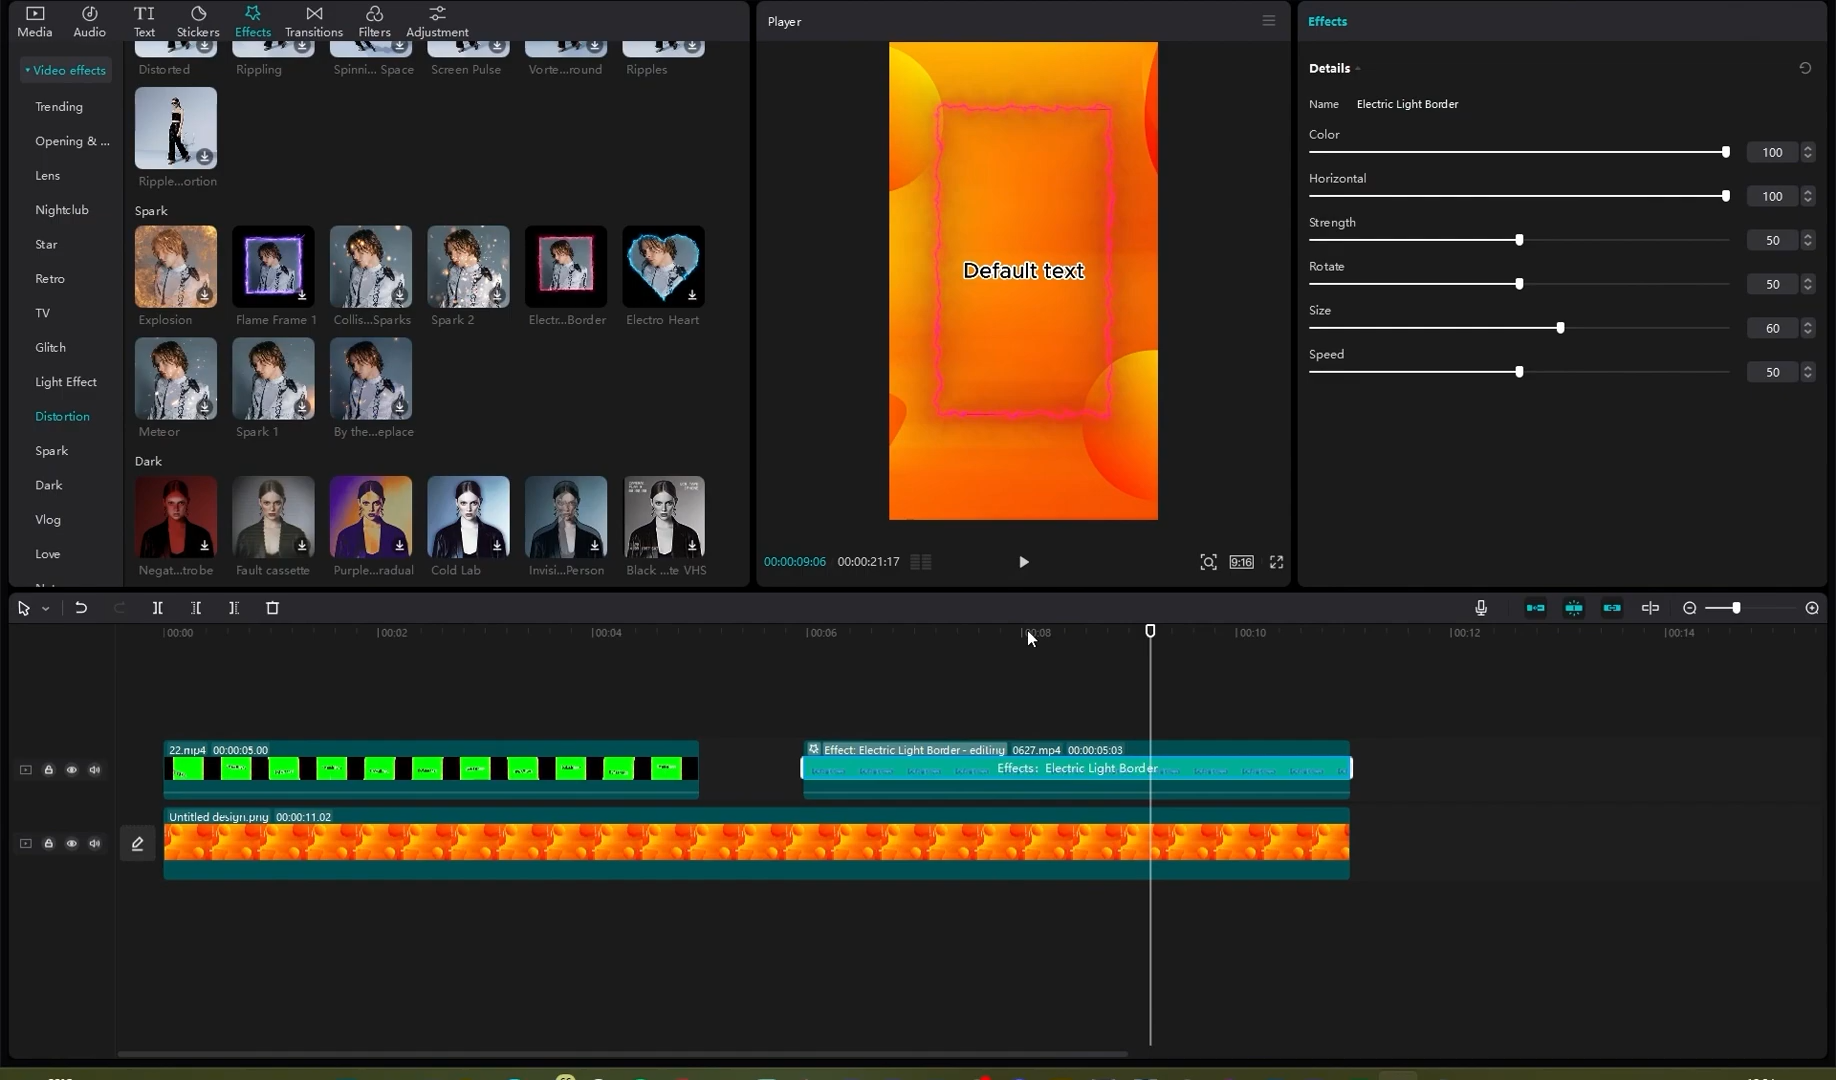 Media Audio Text Stickers Effects Transitions Filters Adjustment
Video effects
Trending
Opening & ...
Lens
Nightclub
Star
Retro
TV
Glitch
Light Effect
Distortion
Spark
Dark
Vlog
Love
Distorted Rippling Spinni... Space Screen Pulse Vorte...round Ripples
Ripple...ortion
Spark
Explosion Flame Frame 1 Collis...Sparks Spark 2 Electr...Border Electro Heart
Meteor Spark 1 By the...eplace
Dark
Negat...trobe Fault cassette Purple...radual Cold Lab Invisi...Person Black ...te VHS
Player
Default text
00:00:09:06 00:00:21:17
9:16
Effects
Details
Name Electric Light Border
Color
100
Horizontal
100
Strength
50
Rotate
50
Size
60
Speed
50
00:00 00:02 00:04 00:06 00:08 00:10 00:12 00:14
22.mp4 00:00:05.00
Effect: Electric Light Border - editing 0627.mp4 00:00:05:03
Effects: Electric Light Border
Untitled design.png 00:00:11.02